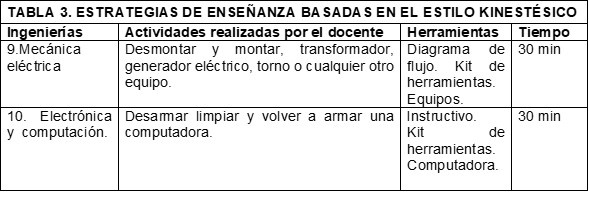 TABLA 3. ESTRATEGIAS DE ENSEÑANZA BASADAS EN EL ESTILO KINESTÉSICO
Ingenierías Actividades realizadas por el docente Herramientas Tiempo
9.Mecánica Desmontar y montar, transformador, Diagrama de 30 min
eléctrica generador eléctrico, torno o cualquier otro flujo. Kit de
equipo. herramientas.
Equipos.
10. Electrónica Desarmar limpiar y volver a armar una Instructivo. 30 min
y computación. computadora. Kit de
herramientas.
Computadora.